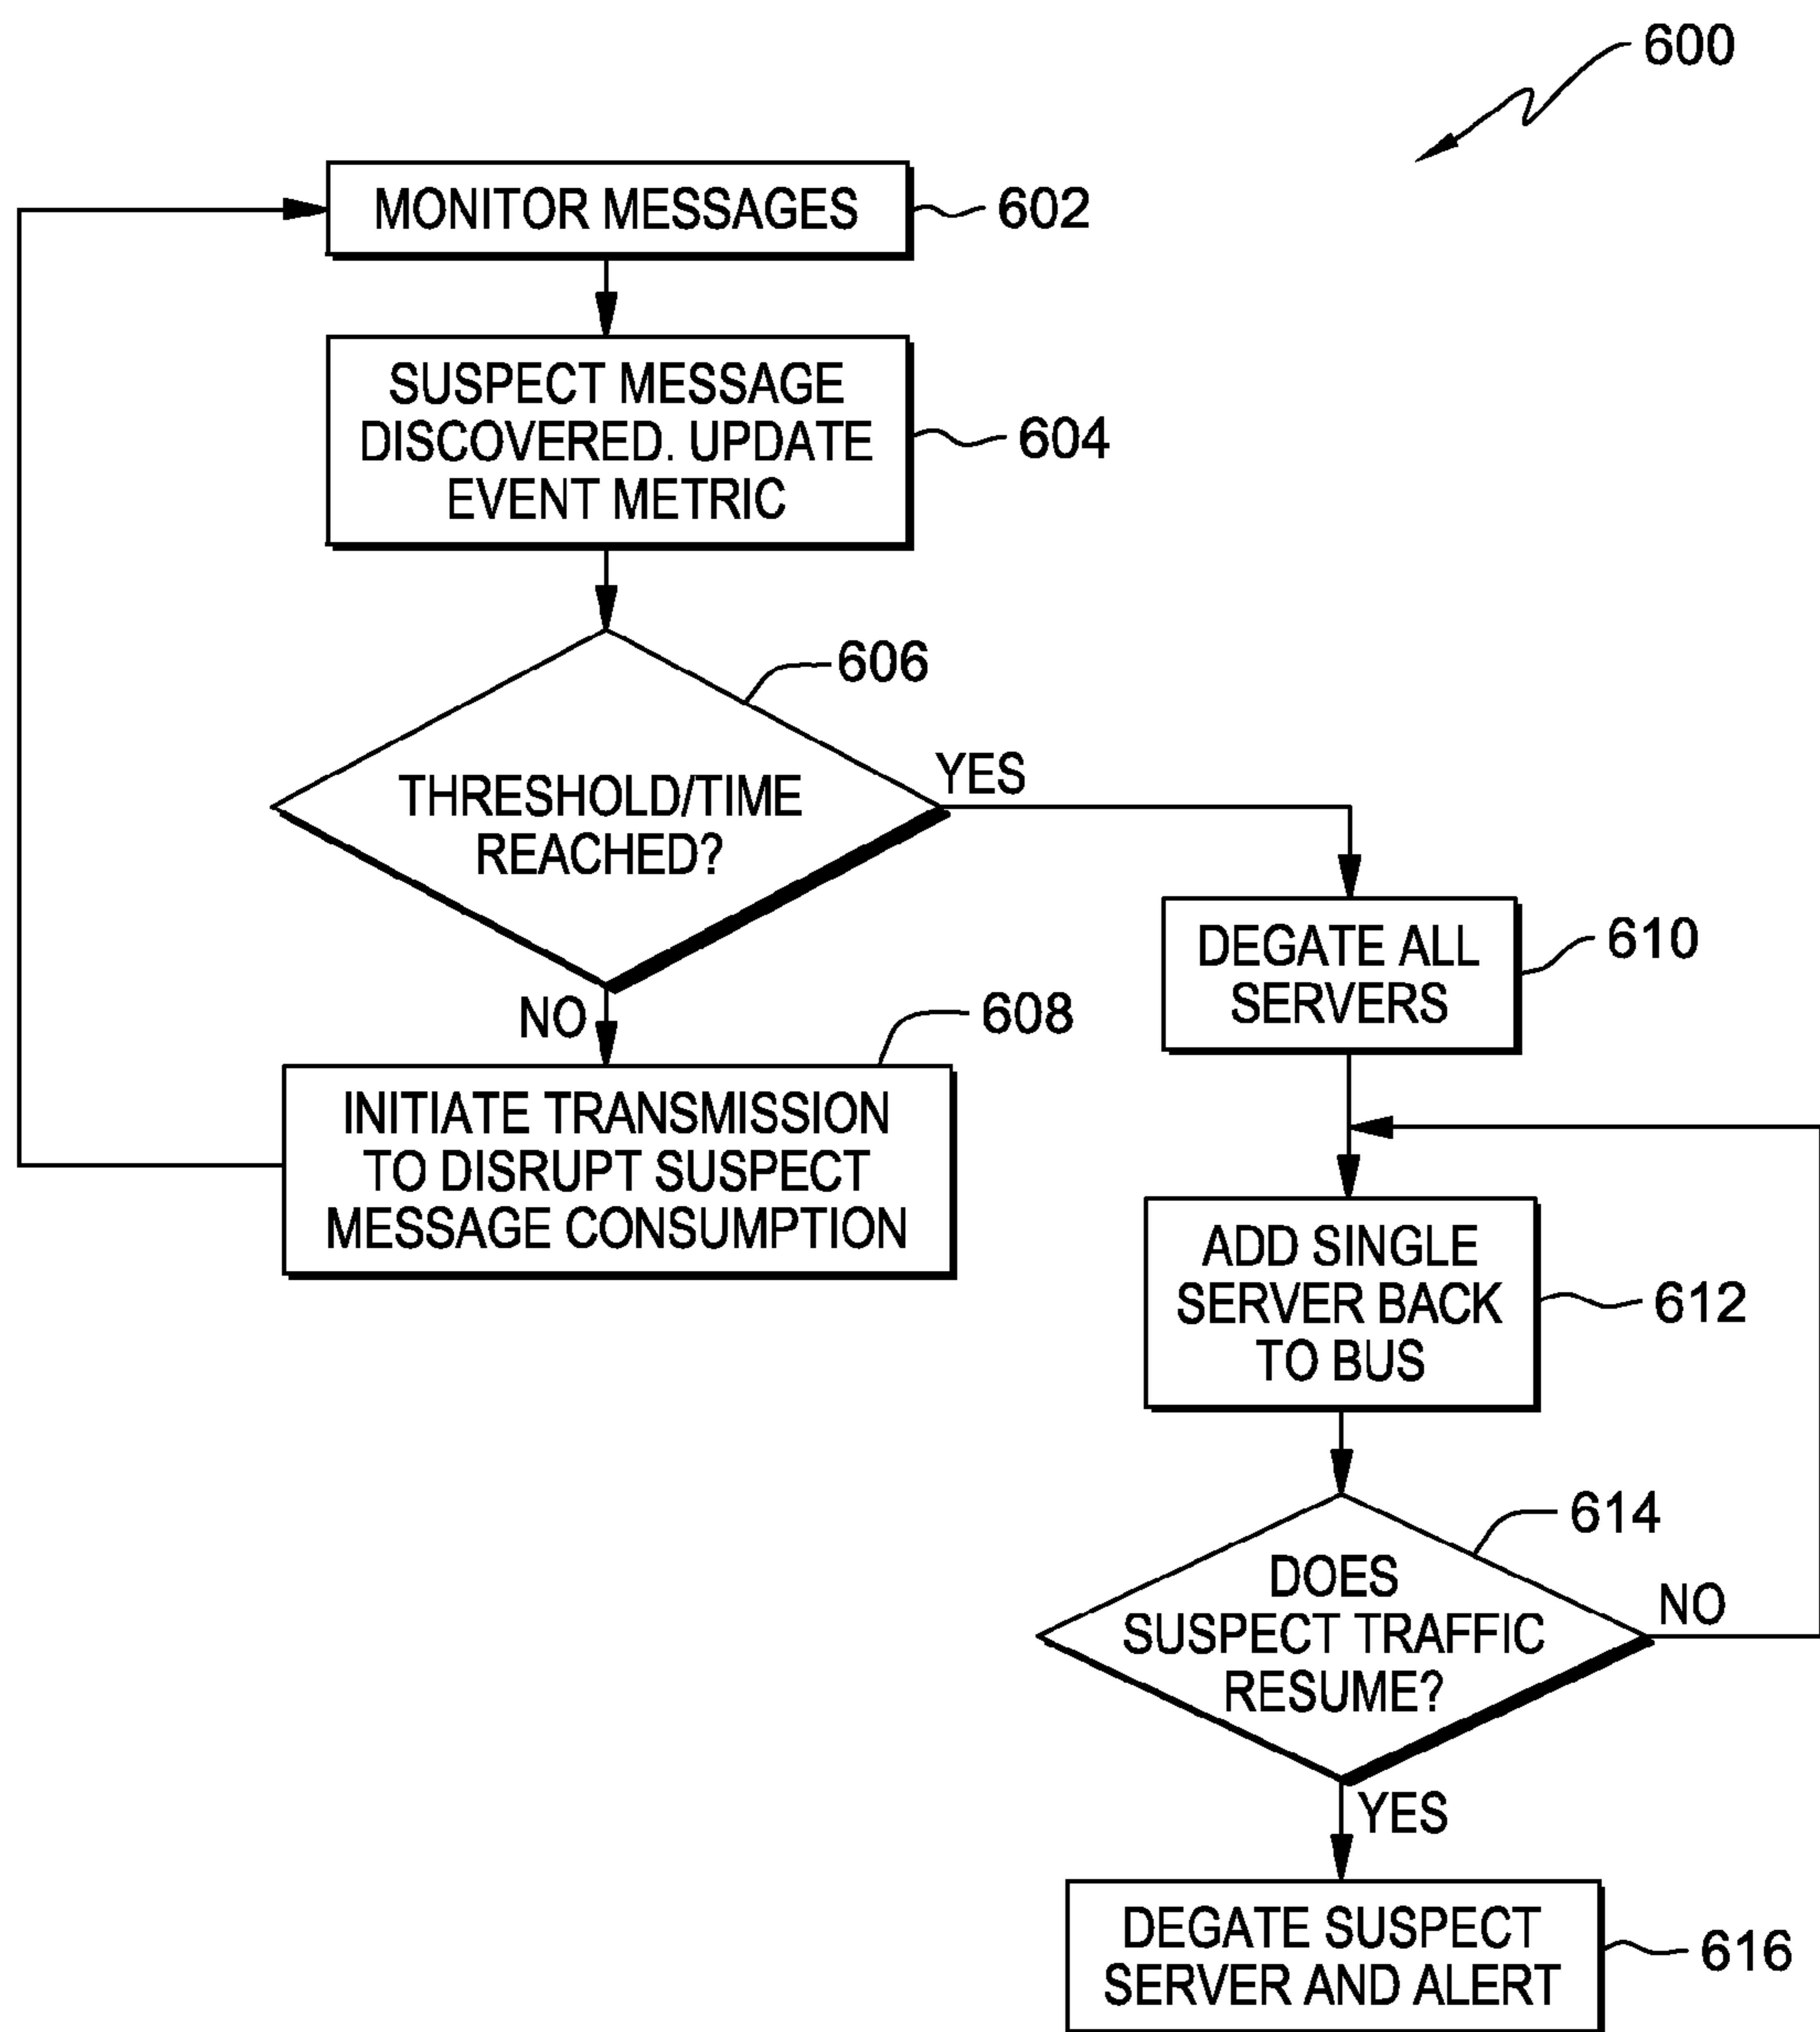 600
MONITOR MESSAGES
602
SUSPECT MESSAGE
DISCOVERED. UPDATE
EVENT METRIC
604
606
THRESHOLD/TIME
REACHED?
YES
NO
608
INITIATE TRANSMISSION
TO DISRUPT SUSPECT
MESSAGE CONSUMPTION
DEGATE ALL
SERVERS
610
ADD SINGLE
SERVER BACK
TO BUS
612
614
DOES
SUSPECT TRAFFIC
RESUME?
NO
YES
DEGATE SUSPECT
SERVER AND ALERT
616